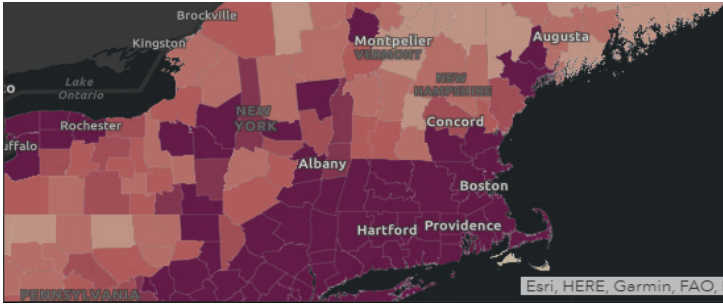 Brockville
Kingston
Montpelier
VERMONT
Augusta
Lake
Ontario
NEW
HAMPSHIRE
NEW
YORK
Rochester
uffalo
Concord
Albany
Boston
Hartford
Providence
PENNSYLVANIA
Esri, HERE, Garmin, FAO,